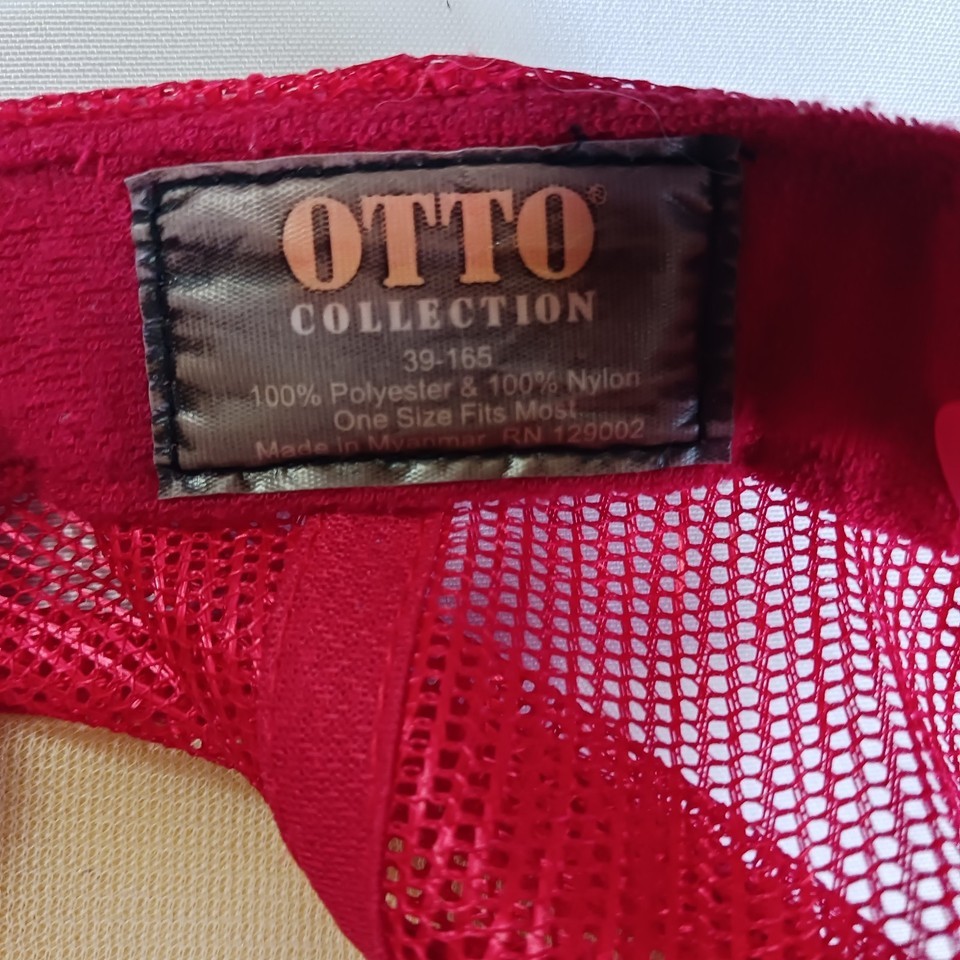 OTTO®
COLLECTION
39-165
100% Polyester & 100% Nylon
One Size Fits Most
Made In Myanmar RN 129002